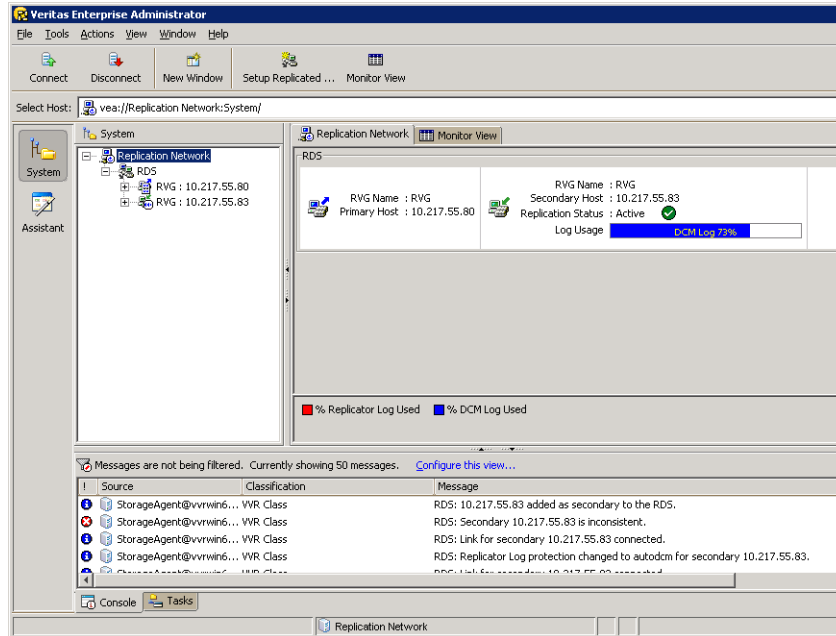 Veritas Enterprise Administrator
File Tools Actions View Window Help
Connect Disconnect New Window Setup Replicated ... Monitor View
Select Host: vea://Replication Network:System/
System
Assistant
System
Replication Network
RDS
RVG : 10.217.55.80
RVG : 10.217.55.83
Replication Network Monitor View
RDS
RVG Name : RVG
Primary Host : 10.217.55.80
RVG Name : RVG
Secondary Host : 10.217.55.83
Replication Status : Active
Log Usage DCM Log 73%
% Replicator Log Used % DCM Log Used
Messages are not being filtered. Currently showing 50 messages. Configure this view...
! Source Classification Message
StorageAgent@vvrwin6... VVR Class RDS: 10.217.55.83 added as secondary to the RDS.
StorageAgent@vvrwin6... VVR Class RDS: Secondary 10.217.55.83 is inconsistent.
StorageAgent@vvrwin6... VVR Class RDS: Link for secondary 10.217.55.83 connected.
StorageAgent@vvrwin6... VVR Class RDS: Replicator Log protection changed to autodcm for secondary 10.217.55.83.
Console Tasks
Replication Network